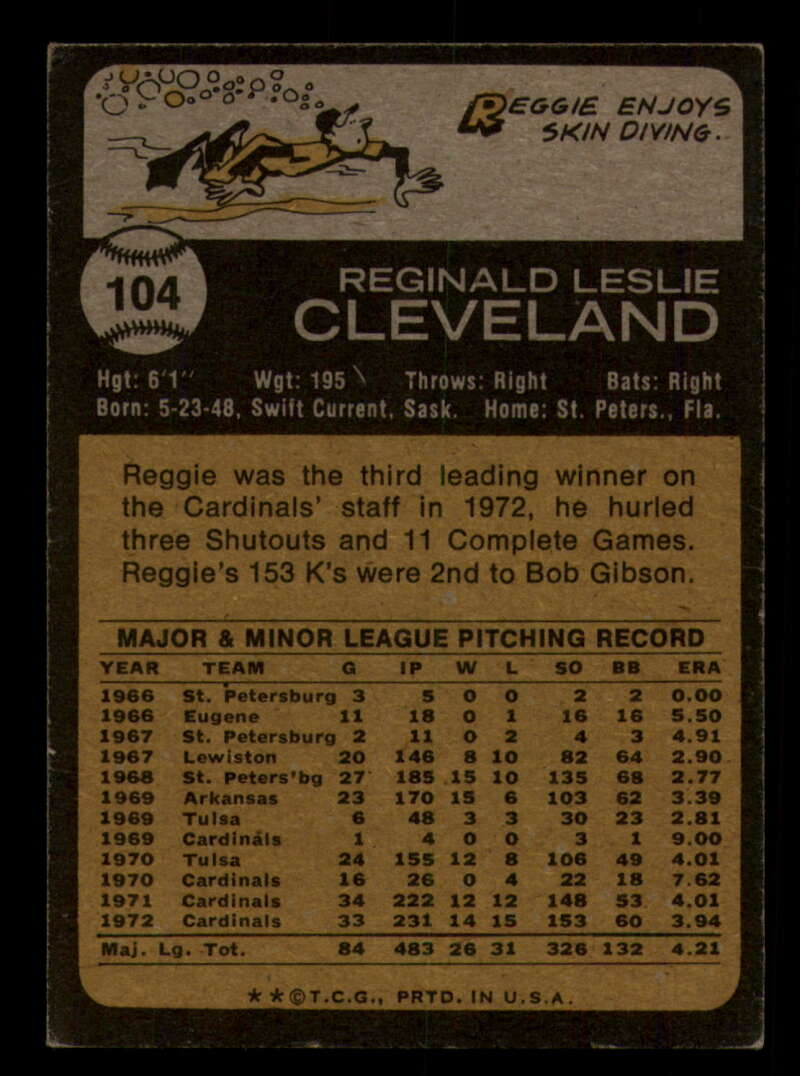 REGGIE ENJOYS
SKIN DIVING.
104
REGINALD LESLIE
CLEVELAND
Hgt: 6'1" Wgt: 195 Throws: Right Bats: Right
Born: 5-23-48, Swift Current, Sask. Home: St. Peters., Fla.
Reggie was the third leading winner on
the Cardinals' staff in 1972, he hurled
three Shutouts and 11 Complete Games.
Reggie's 153 K's were 2nd to Bob Gibson.
MAJOR & MINOR LEAGUE PITCHING RECORD
YEAR TEAM G IP W L SO BB ERA
1966 St. Petersburg 3 5 0 0 2 2 0.00
1966 Eugene 11 18 0 1 16 16 5.50
1967 St. Petersburg 2 11 0 2 4 3 4.91
1967 Lewiston 20 146 8 10 82 64 2.90
1968 St. Peters'bg 27 185 15 10 135 68 2.77
1969 Arkansas 23 170 15 6 103 62 3.39
1969 Tulsa 6 48 3 3 30 23 2.81
1969 Cardinals 1 4 0 0 3 1 9.00
1970 Tulsa 24 155 12 8 106 49 4.01
1970 Cardinals 16 26 0 4 22 18 7.62
1971 Cardinals 34 222 12 12 148 53 4.01
1972 Cardinals 33 231 14 15 153 60 3.94
Maj. Lg. Tot. 84 483 26 31 326 132 4.21
★★©T.C.G., PRTD. IN U.S.A.